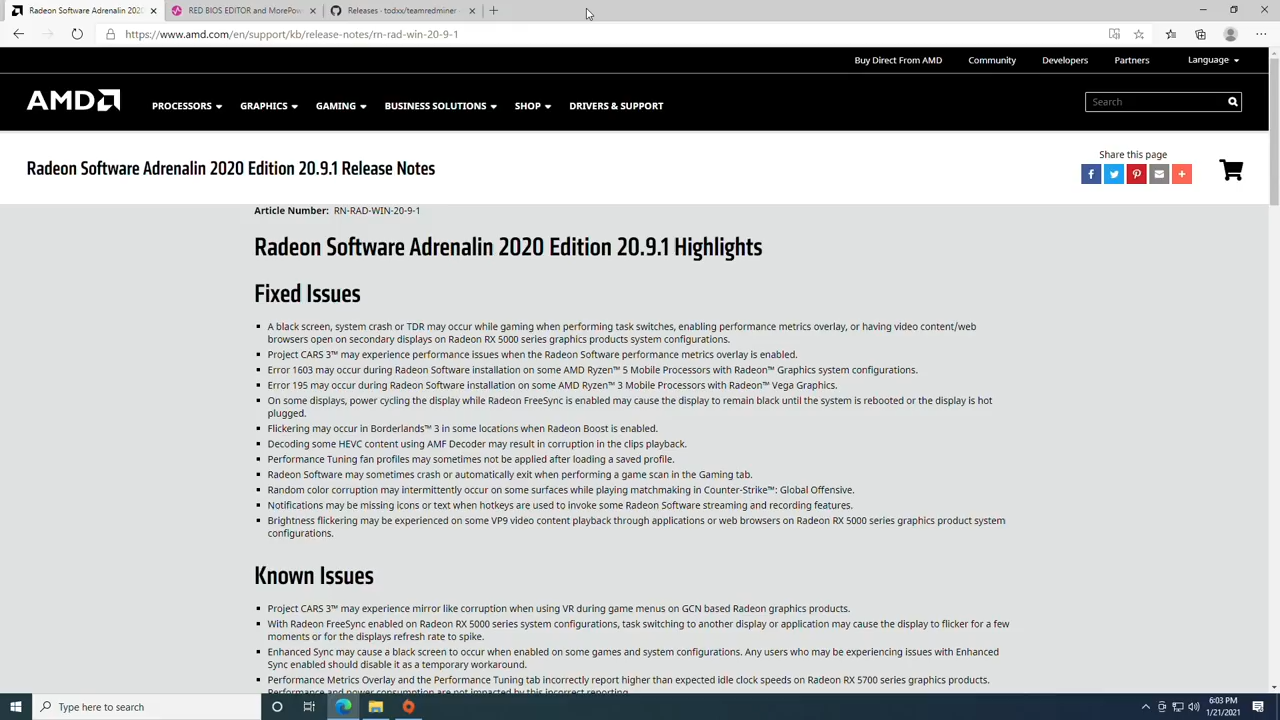 Radeon Software Adrenalin 2020
RED BIOS EDITOR and MorePow
Releases · todxx/teamredminer
https://www.amd.com/en/support/kb/release-notes/rn-rad-win-20-9-1
Buy Direct From AMD Community Developers Partners Language
AMD PROCESSORS GRAPHICS GAMING BUSINESS SOLUTIONS SHOP DRIVERS & SUPPORT Search
Share this page
Radeon Software Adrenalin 2020 Edition 20.9.1 Release Notes
Article Number: RN-RAD-WIN-20-9-1
Radeon Software Adrenalin 2020 Edition 20.9.1 Highlights
Fixed Issues
A black screen, system crash or TDR may occur while gaming when performing task switches, enabling performance metrics overlay, or having video content/web
browsers open on secondary displays on Radeon RX 5000 series graphics products system configurations.
Project CARS 3™ may experience performance issues when the Radeon Software performance metrics overlay is enabled.
Error 1603 may occur during Radeon Software installation on some AMD Ryzen™ 5 Mobile Processors with Radeon™ Graphics system configurations.
Error 195 may occur during Radeon Software installation on some AMD Ryzen™ 3 Mobile Processors with Radeon™ Vega Graphics.
On some displays, power cycling the display while Radeon FreeSync is enabled may cause the display to remain black until the system is rebooted or the display is hot
plugged.
Flickering may occur in Borderlands™ 3 in some locations when Radeon Boost is enabled.
Decoding some HEVC content using AMF Decoder may result in corruption in the clips playback.
Performance Tuning fan profiles may sometimes not be applied after loading a saved profile.
Radeon Software may sometimes crash or automatically exit when performing a game scan in the Gaming tab.
Random color corruption may intermittently occur on some surfaces while playing matchmaking in Counter-Strike™: Global Offensive.
Notifications may be missing icons or text when hotkeys are used to invoke some Radeon Software streaming and recording features.
Brightness flickering may be experienced on some VP9 video content playback through applications or web browsers on Radeon RX 5000 series graphics product system
configurations.
Known Issues
Project CARS 3™ may experience mirror like corruption when using VR during game menus on GCN based Radeon graphics products.
With Radeon FreeSync enabled on Radeon RX 5000 series system configurations, task switching to another display or application may cause the display to flicker for a few
moments or for the displays refresh rate to spike.
Enhanced Sync may cause a black screen to occur when enabled on some games and system configurations. Any users who may be experiencing issues with Enhanced
Sync enabled should disable it as a temporary workaround.
Performance Metrics Overlay and the Performance Tuning tab incorrectly report higher than expected idle clock speeds on Radeon RX 5700 series graphics products.
Performance and power consumption are not impacted by this incorrect reporting.
Type here to search
6:03 PM
1/21/2021